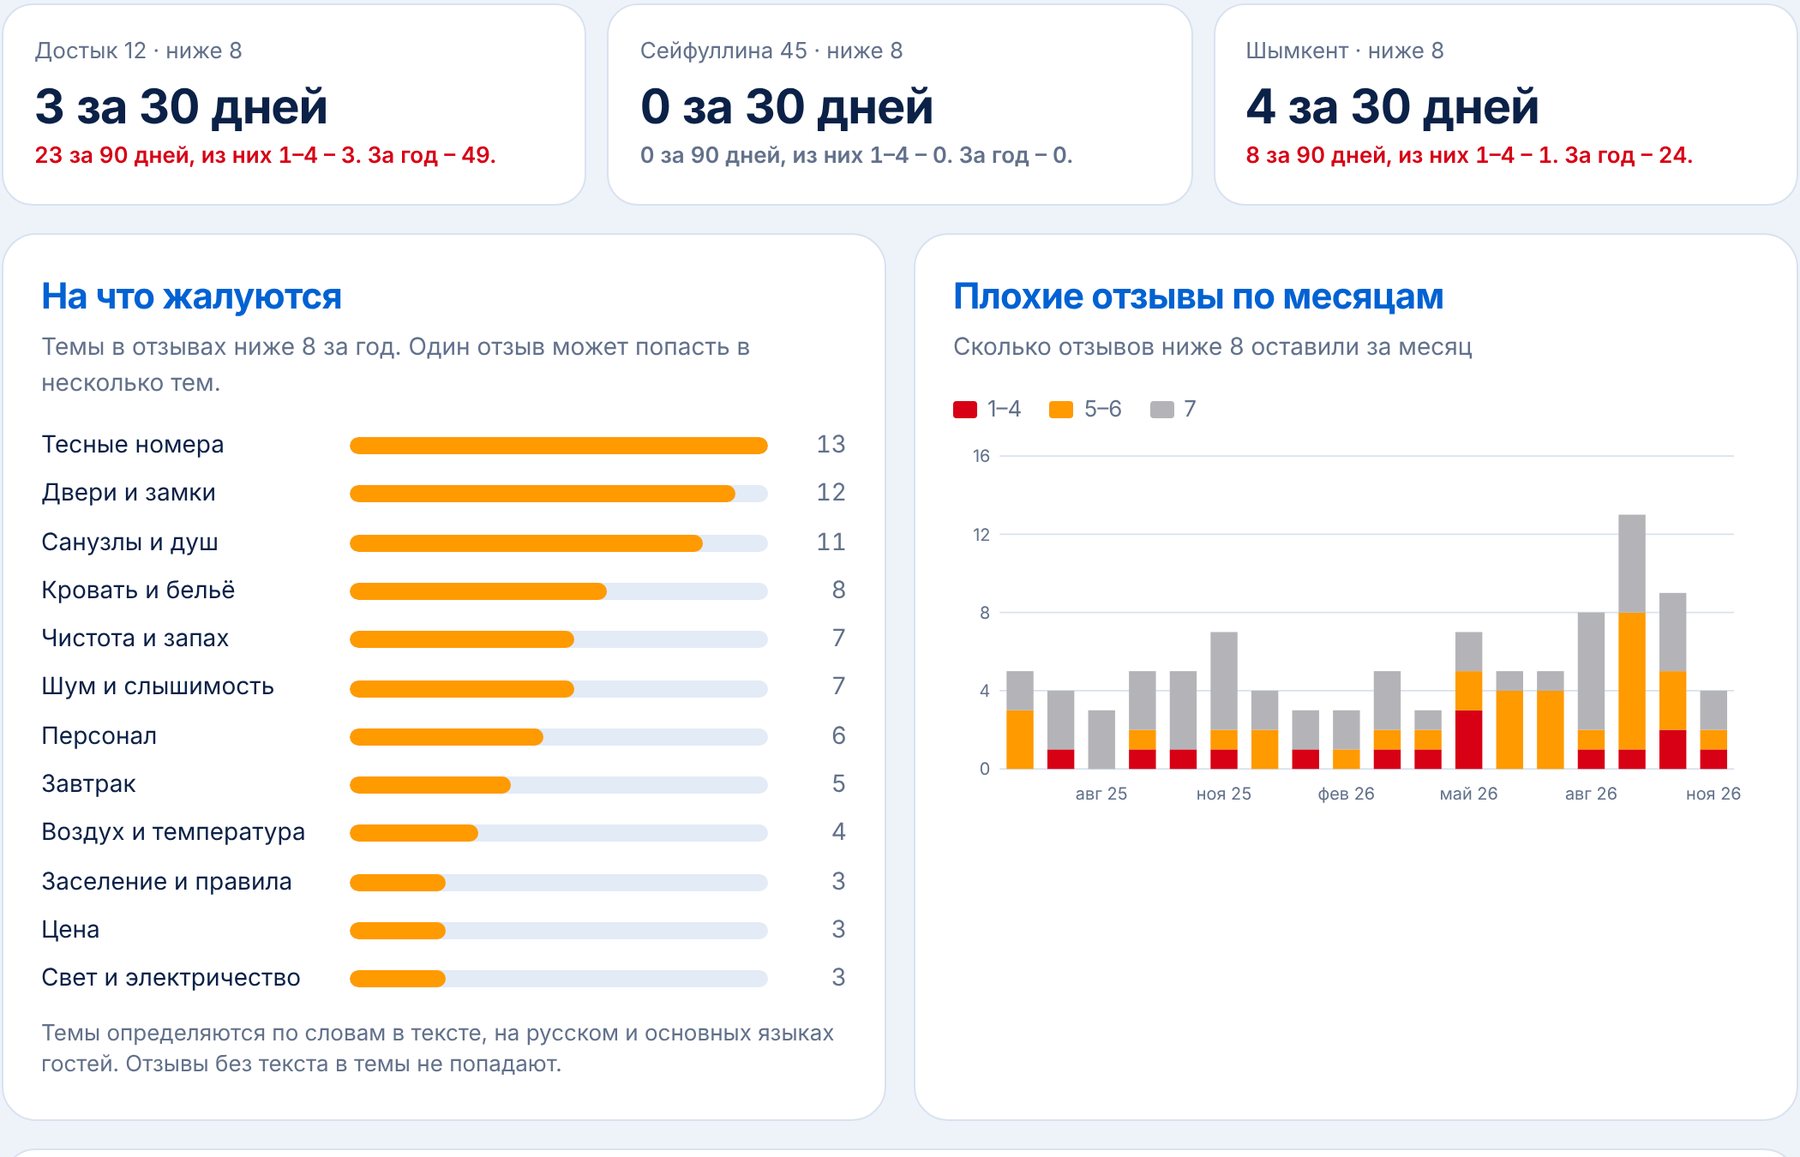 Достык 12 · ниже 8
3 за 30 дней
23 за 90 дней, из них 1–4 – 3. За год – 49.
Сейфуллина 45 · ниже 8
0 за 30 дней
0 за 90 дней, из них 1–4 – 0. За год – 0.
Шымкент · ниже 8
4 за 30 дней
8 за 90 дней, из них 1–4 – 1. За год – 24.
На что жалуются
Темы в отзывах ниже 8 за год. Один отзыв может попасть в
несколько тем.
Тесные номера 13
Двери и замки 12
Санузлы и душ 11
Кровать и бельё 8
Чистота и запах 7
Шум и слышимость 7
Персонал 6
Завтрак 5
Воздух и температура 4
Заселение и правила 3
Цена 3
Свет и электричество 3
Темы определяются по словам в тексте, на русском и основных языках
гостей. Отзывы без текста в темы не попадают.
Плохие отзывы по месяцам
Сколько отзывов ниже 8 оставили за месяц
1–4 5–6 7
16
12
8
4
0
авг 25 ноя 25 фев 26 май 26 авг 26 ноя 26